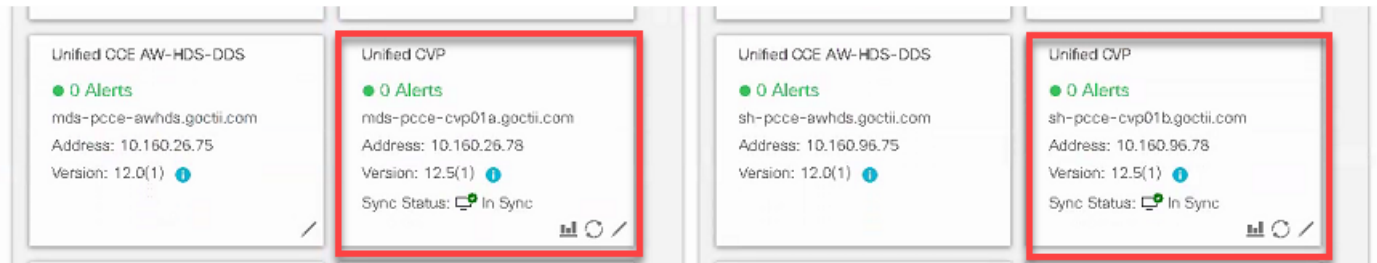 Unified CCE AW-HDS-DDS
0 Alerts
mds-pcce-awhds.goctii.com
Address: 10.160.26.75
Version: 12.0(1)
Unified CVP
0 Alerts
mds-pcce-cvp01a.goctii.com
Address: 10.160.26.78
Version: 12.5(1)
Sync Status: In Sync
Unified CCE AW-HDS-DDS
0 Alerts
sh-pcce-awhds.goctii.com
Address: 10.160.96.75
Version: 12.0(1)
Unified CVP
0 Alerts
sh-pcce-cvp01b.goctii.com
Address: 10.160.96.78
Version: 12.5(1)
Sync Status: In Sync